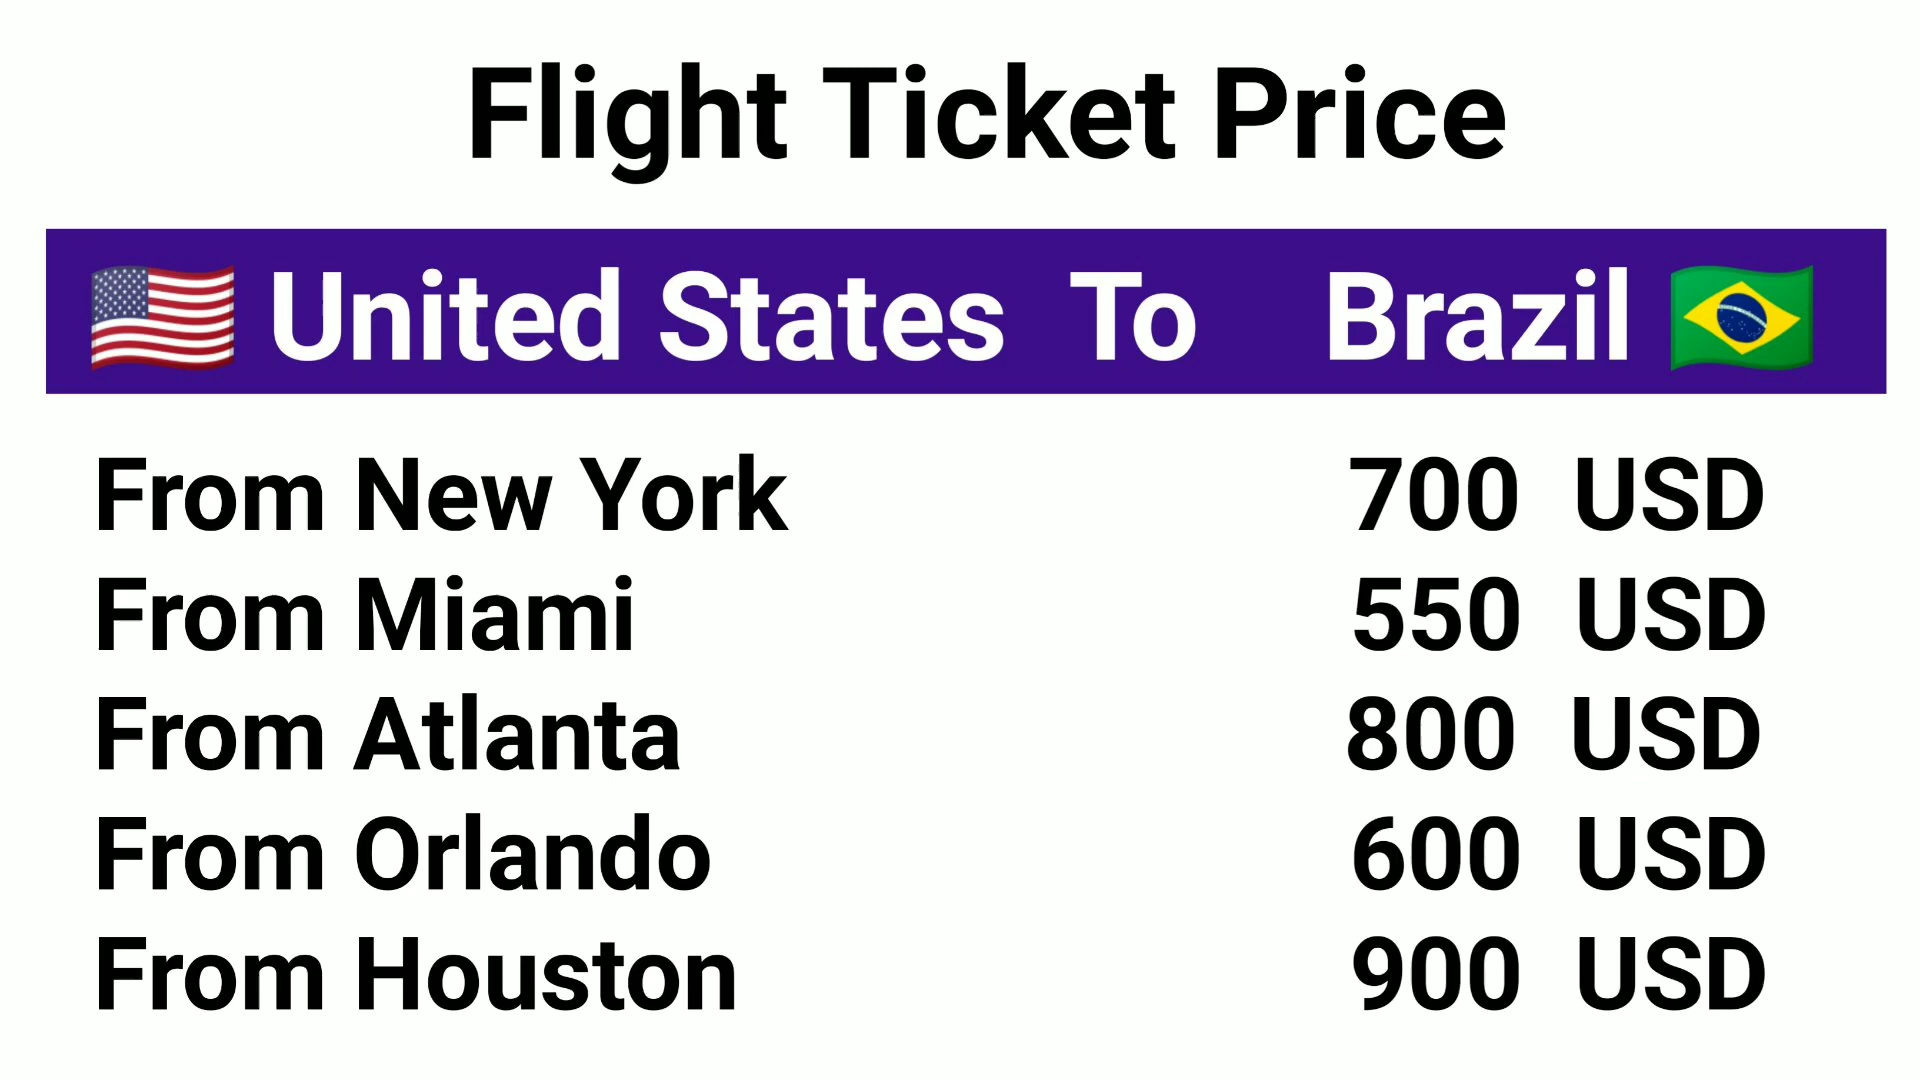 Flight Ticket Price
United States To Brazil
From New York 700 USD
From Miami 550 USD
From Atlanta 800 USD
From Orlando 600 USD
From Houston 900 USD